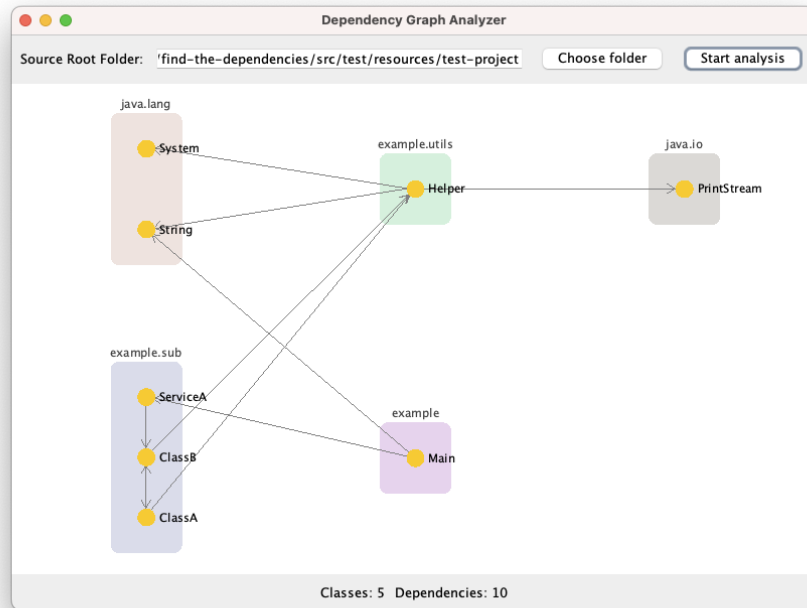 Dependency Graph Analyzer
Source Root Folder: /find-the-dependencies/src/test/resources/test-project Choose folder Start analysis
java.lang
System
String
example.utils
Helper
java.io
PrintStream
example.sub
ServiceA
ClassB
ClassA
example
Main
Classes: 5 Dependencies: 10